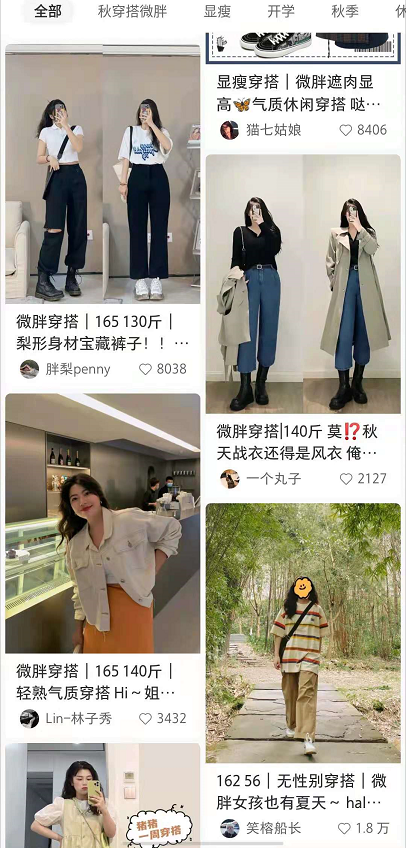 全部
秋穿搭微胖
显瘦
开学
秋季
休
显瘦穿搭｜微胖遮肉显
高🦋气质休闲穿搭 哒…
猫七姑娘
8406
微胖穿搭｜165 130斤｜
梨形身材宝藏裤子！！…
胖梨penny
8038
微胖穿搭|140斤 莫⁉️秋
天战衣还得是风衣 俺…
一个丸子
2127
微胖穿搭｜165 140斤｜
轻熟气质穿搭 Hi～姐…
Lin-林子秀
3432
162 56｜无性别穿搭｜微
胖女孩也有夏天～ hal…
笑榕船长
1.8 万
猪猪
一周穿搭